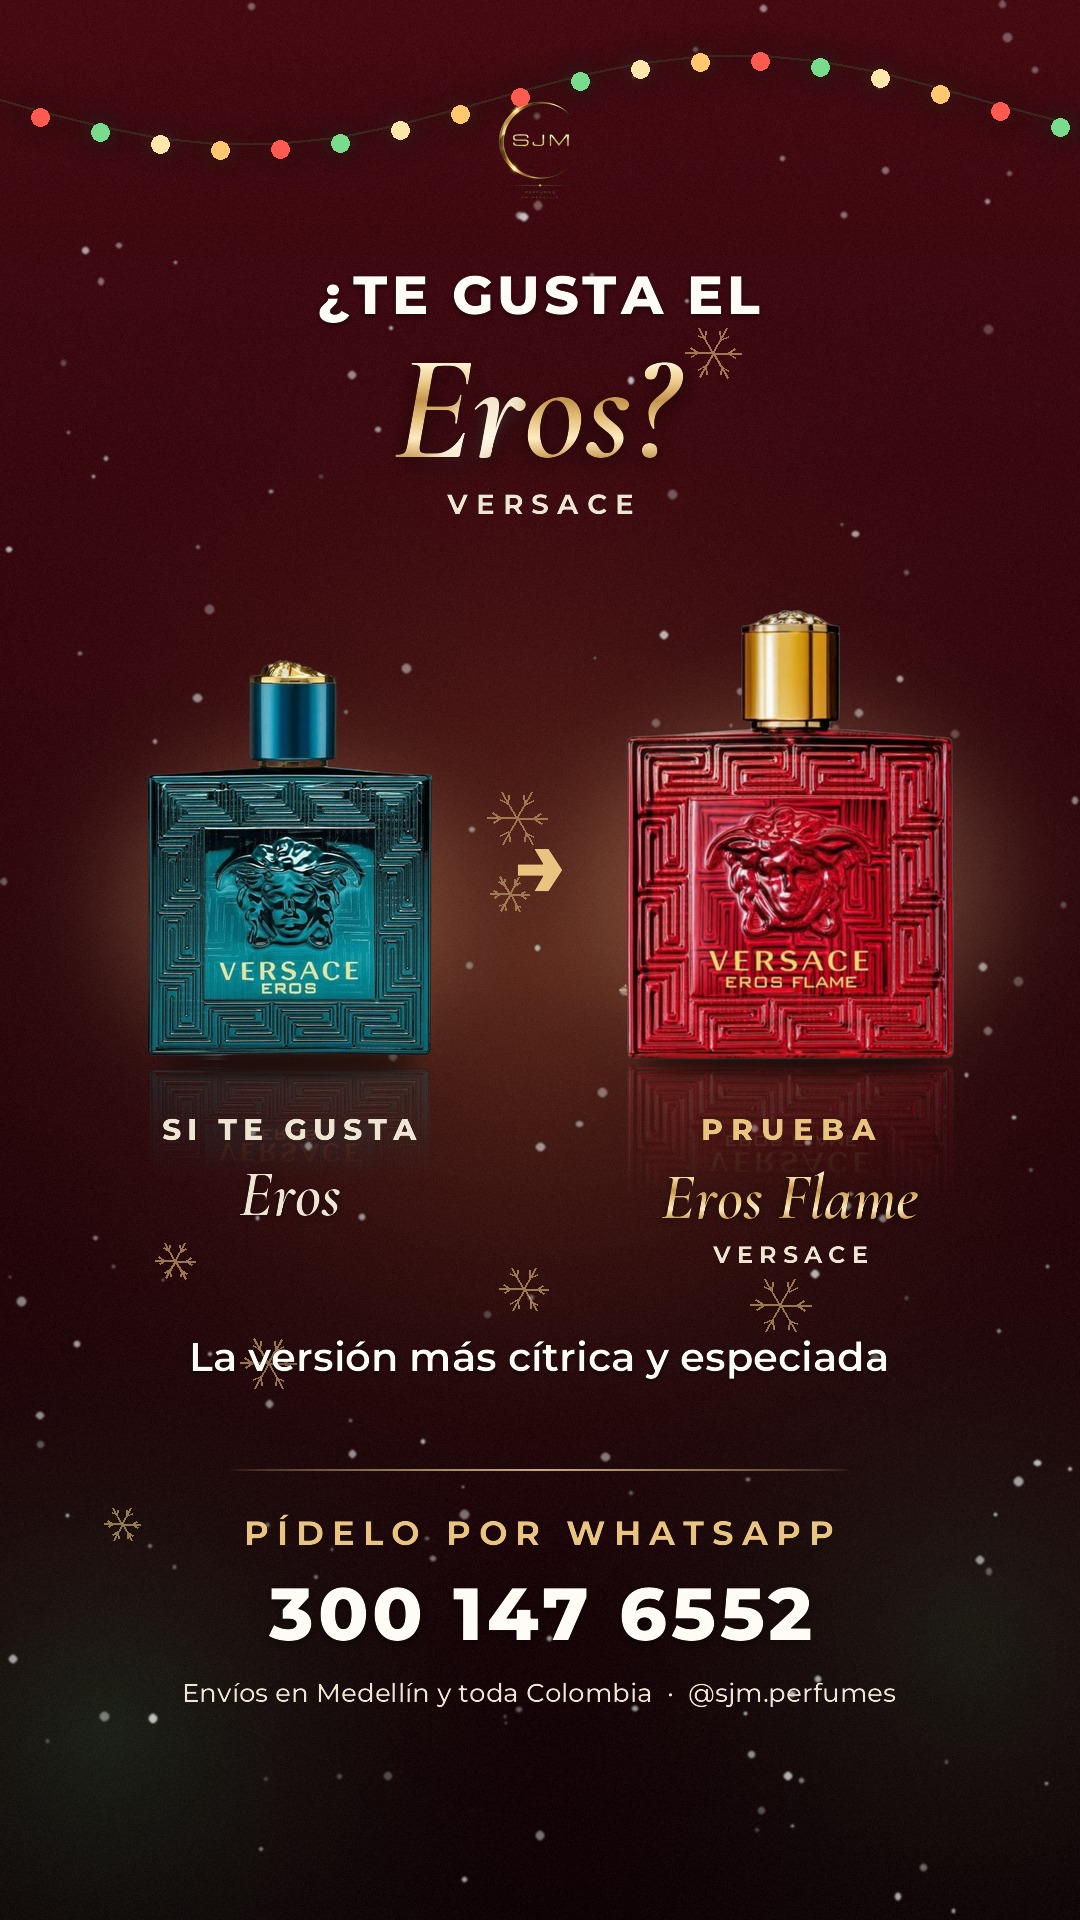 SJM
¿TE GUSTA EL
Eros?
VERSACE
VERSACE
EROS
VERSACE
EROS FLAME
SI TE GUSTA
Eros
PRUEBA
Eros Flame
VERSACE
La versión más cítrica y especiada
PÍDELO POR WHATSAPP
300 147 6552
Envíos en Medellín y toda Colombia · @sjm.perfumes